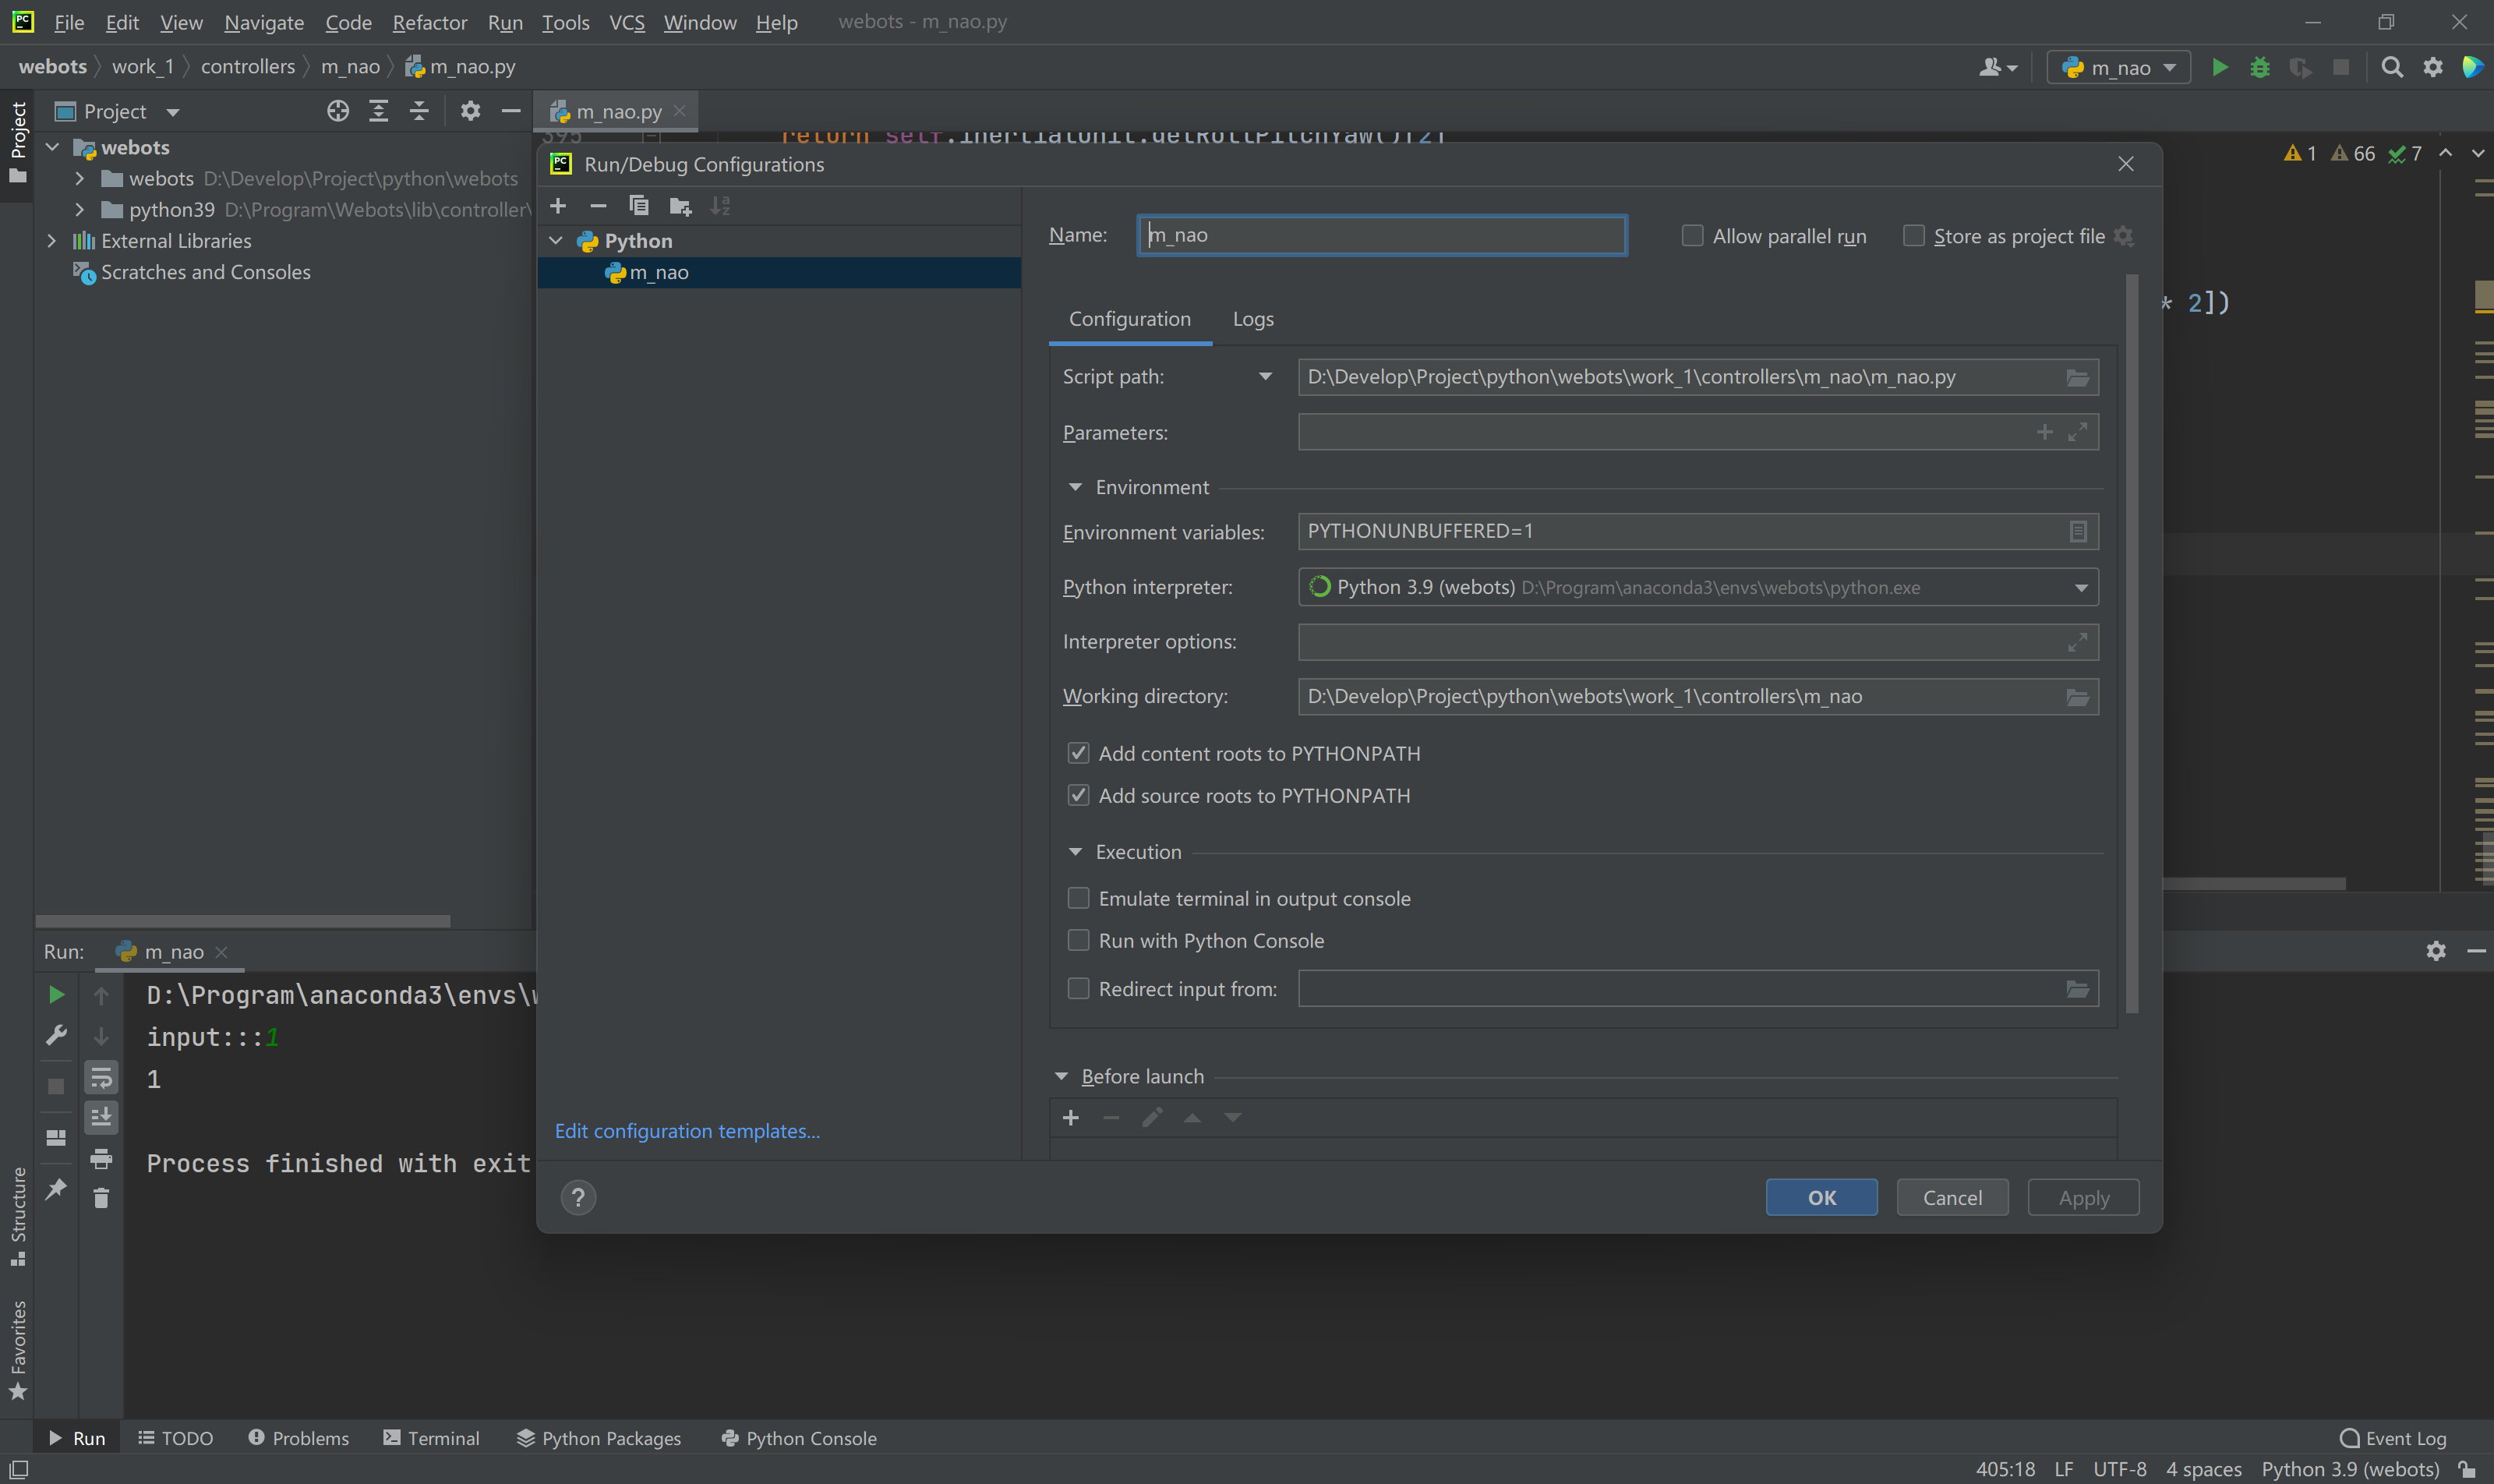 File Edit View Navigate Code Refactor Run Tools VCS Window Help webots - m_nao.py
webots work_1 controllers m_nao m_nao.py m_nao
Project m_nao.py
Project
395 return self.inertialunit.getRollPitchYaw()[2]
webots
webots D:\Develop\Project\python\webots
python39 D:\Program\Webots\lib\controller\
External Libraries
Scratches and Consoles
1 66 7
* 2])
Run/Debug Configurations
Python
m_nao
Name: m_nao Allow parallel run Store as project file
Configuration Logs
Script path: D:\Develop\Project\python\webots\work_1\controllers\m_nao\m_nao.py
Parameters:
Environment
Environment variables: PYTHONUNBUFFERED=1
Python interpreter: Python 3.9 (webots) D:\Program\anaconda3\envs\webots\python.exe
Interpreter options:
Working directory: D:\Develop\Project\python\webots\work_1\controllers\m_nao
Add content roots to PYTHONPATH
Add source roots to PYTHONPATH
Execution
Emulate terminal in output console
Run with Python Console
Redirect input from:
Before launch
Edit configuration templates...
? OK Cancel Apply
Run: m_nao
D:\Program\anaconda3\envs\
input:::1
1
Process finished with exit
Structure
Favorites
Run TODO Problems Terminal Python Packages Python Console Event Log
405:18 LF UTF-8 4 spaces Python 3.9 (webots)